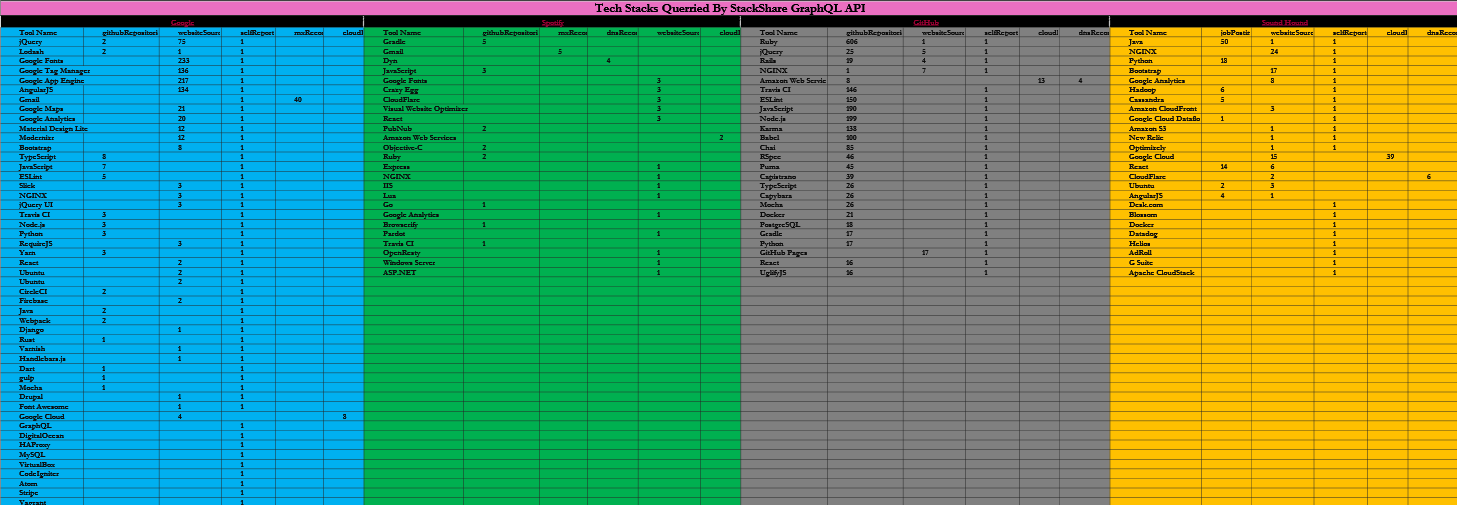 Tech Stacks Querried By StackShare GraphQL API
Google Spotify GitHub Sound Hound
Tool Name githubRepositori websiteSourc selfReport mxRecor cloudI Tool Name githubRepositori mxRecor dnsRecor websiteSourc cloudI Tool Name githubRepositori websiteSourc selfReport cloudI dnsRecor Tool Name jobPostin websiteSourc selfReport cloudI dnsRecor
jQuery 2 75 1 Gradle 5 Ruby 606 1 1 Java 50 1 1
Lodash 2 1 1 Gmail 5 jQuery 25 5 1 NGINX 24 1
Google Fonts 233 1 Dyn 4 Rails 19 4 1 Python 18 1
Google Tag Manager 136 1 JavaScript 3 NGINX 1 7 1 Bootstrap 17 1
Google App Engine 217 1 Google Fonts 3 Amazon Web Servic 8 13 4 Google Analytics 8 1
AngularJS 134 1 Crazy Egg 3 Travis CI 146 1 Hadoop 6 1
Gmail 1 40 CloudFlare 3 ESLint 150 1 Cassandra 5 1
Google Maps 21 1 Visual Website Optimizer 3 JavaScript 190 1 Amazon CloudFront 3 1
Google Analytics 20 1 React 3 Node.js 199 1 Google Cloud Dataflo 1 1
Material Design Lite 12 1 PubNub 2 Karma 138 1 Amazon S3 1 1
Modernizr 12 1 Amazon Web Services 2 Babel 100 1 New Relic 1 1
Bootstrap 8 1 Objective-C 2 Chai 85 1 Optimizely 1 1
TypeScript 8 1 Ruby 2 RSpec 46 1 Google Cloud 15 39
JavaScript 7 1 Express 1 Puma 45 1 React 14 6
ESLint 5 1 NGINX 1 Capistrano 39 1 CloudFlare 2 6
Slick 3 1 IIS 1 TypeScript 26 1 Ubuntu 2 3
NGINX 3 1 Lua 1 Capybara 26 1 AngularJS 4 1
jQuery UI 3 1 Go 1 Mocha 26 1 Desk.com 1
Travis CI 3 1 Google Analytics 1 Docker 21 1 Blossom 1
Node.js 3 1 Browserify 1 PostgreSQL 18 1 Docker 1
Python 3 1 Pardot 1 Gradle 17 1 Datadog 1
RequireJS 3 1 Travis CI 1 Python 17 1 Helios 1
Yarn 3 1 OpenResty 1 GitHub Pages 17 1 AdRoll 1
React 2 1 Windows Server 1 React 16 1 G Suite 1
Ubuntu 2 1 ASP.NET 1 UglifyJS 16 1 Apache CloudStack 1
Ubuntu 2 1
CircleCI 2 1
Firebase 2 1
Java 2 1
Webpack 2 1
Django 1 1
Rust 1 1
Varnish 1 1
Handlebars.js 1 1
Dart 1 1
gulp 1 1
Mocha 1 1
Drupal 1 1
Font Awesome 1 1
Google Cloud 4 8
GraphQL 1
DigitalOcean 1
HAProxy 1
MySQL 1
VirtualBox 1
CodeIgniter 1
Atom 1
Stripe 1
Vagrant 1